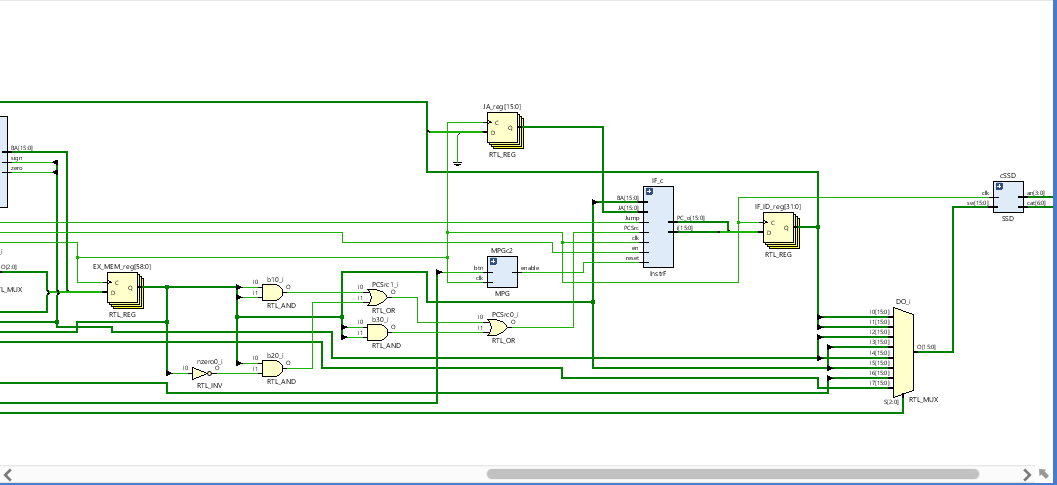 BA[15:0]
sign
zero
_i
O[2:0]
L_MUX
EX_MEM_reg[58:0]
C
D
Q
RTL_REG
nzero0_i
I0
O
RTL_INV
b10_i
I0
I1
O
RTL_AND
b20_i
I0
I1
O
RTL_AND
PCSrc1_i
I0
I1
O
RTL_OR
b30_i
I0
I1
O
RTL_AND
JA_reg[15:0]
C
D
Q
RTL_REG
MPGc2
btn
clk
enable
MPG
PCSrc0_i
I0
I1
O
RTL_OR
IF_c
BA[15:0]
JA[15:0]
Jump
PCSrc
clk
en
reset
PC_o[15:0]
i[15:0]
InstrF
IF_ID_reg[31:0]
C
D
Q
RTL_REG
DO_i
I0[15:0]
I1[15:0]
I2[15:0]
I3[15:0]
I4[15:0]
I5[15:0]
I6[15:0]
I7[15:0]
S[2:0]
O[15:0]
RTL_MUX
cSSD
clk
sw[15:0]
an[3:0]
cat[6:0]
SSD